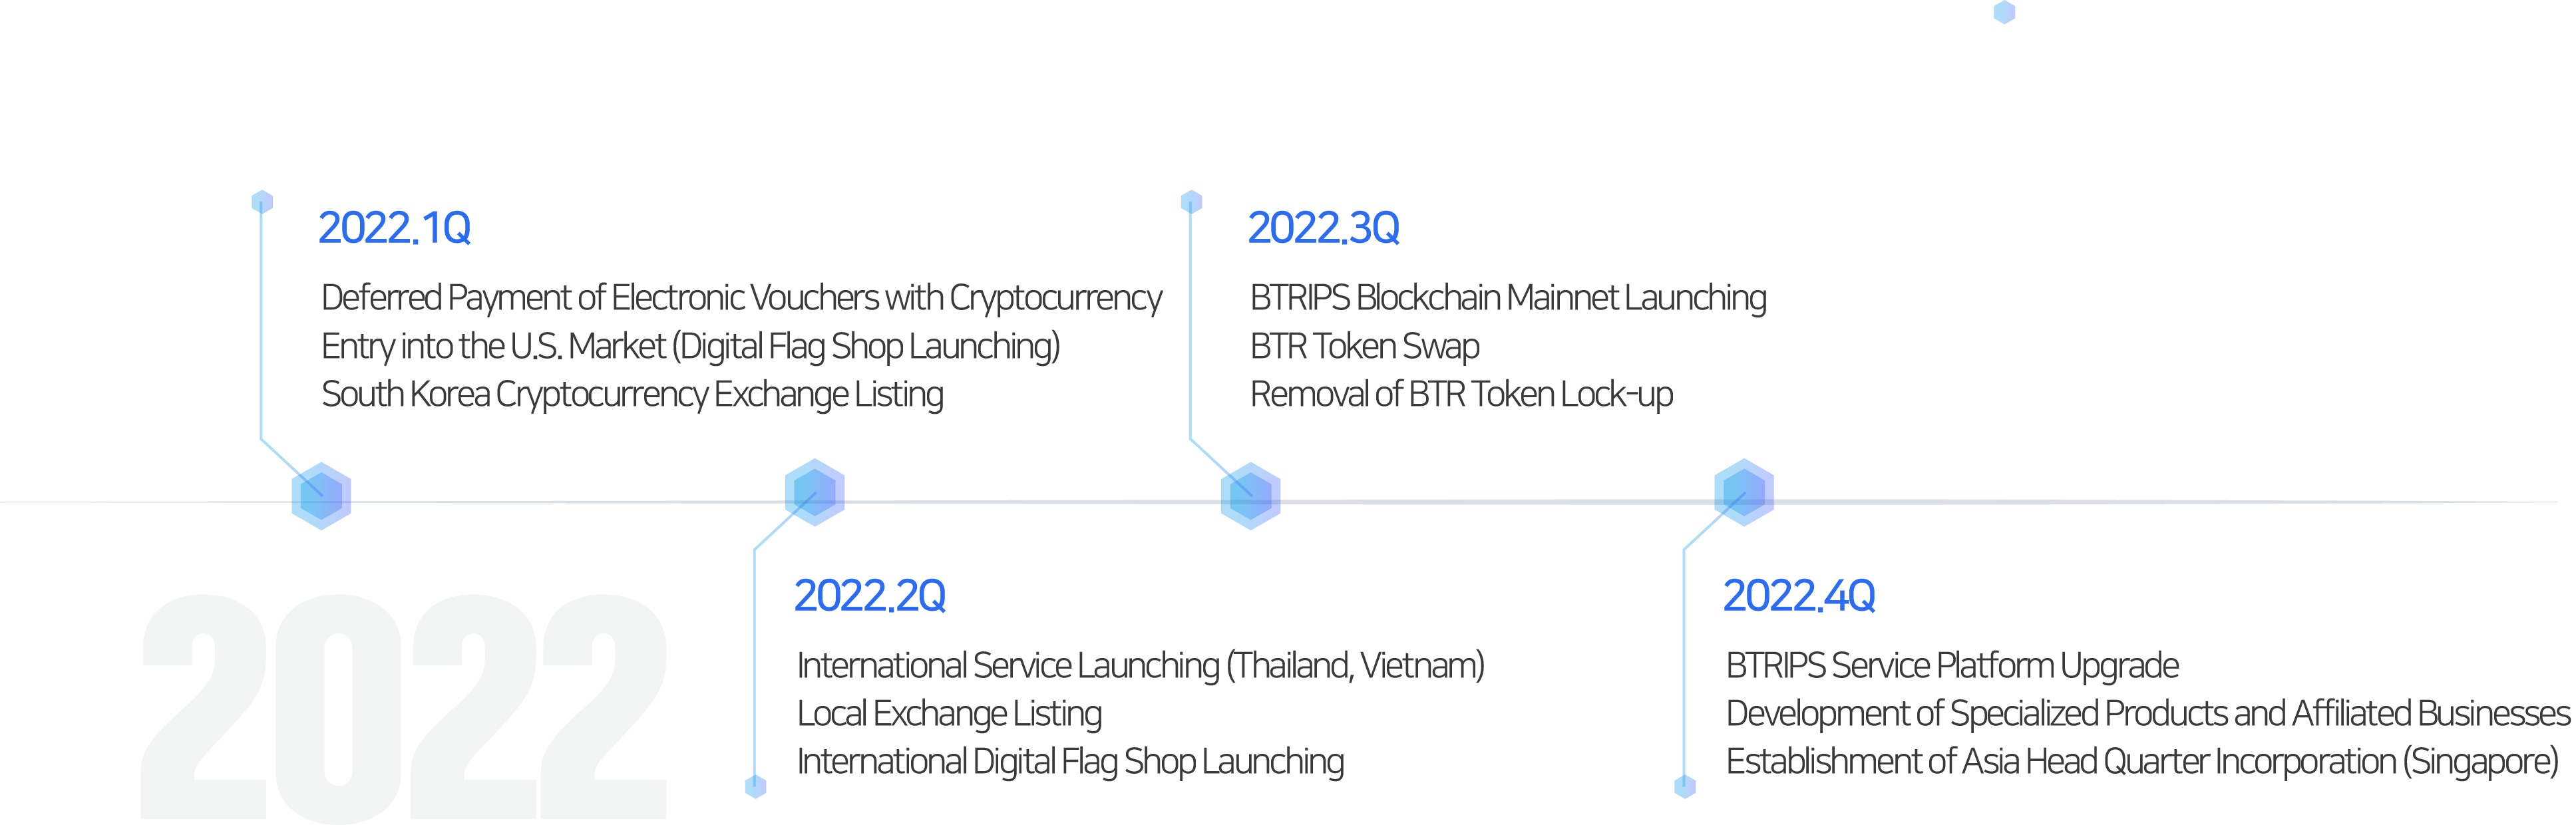 2022.1Q
Deferred Payment of Electronic Vouchers with Cryptocurrency
Entry into the U.S. Market (Digital Flag Shop Launching)
South Korea Cryptocurrency Exchange Listing
2022.3Q
BTRIPS Blockchain Mainnet Launching
BTR Token Swap
Removal of BTR Token Lock-up
2022
2022.2Q
International Service Launching (Thailand, Vietnam)
Local Exchange Listing
International Digital Flag Shop Launching
2022.4Q
BTRIPS Service Platform Upgrade
Development of Specialized Products and Affiliated Businesses
Establishment of Asia Head Quarter Incorporation (Singapore)